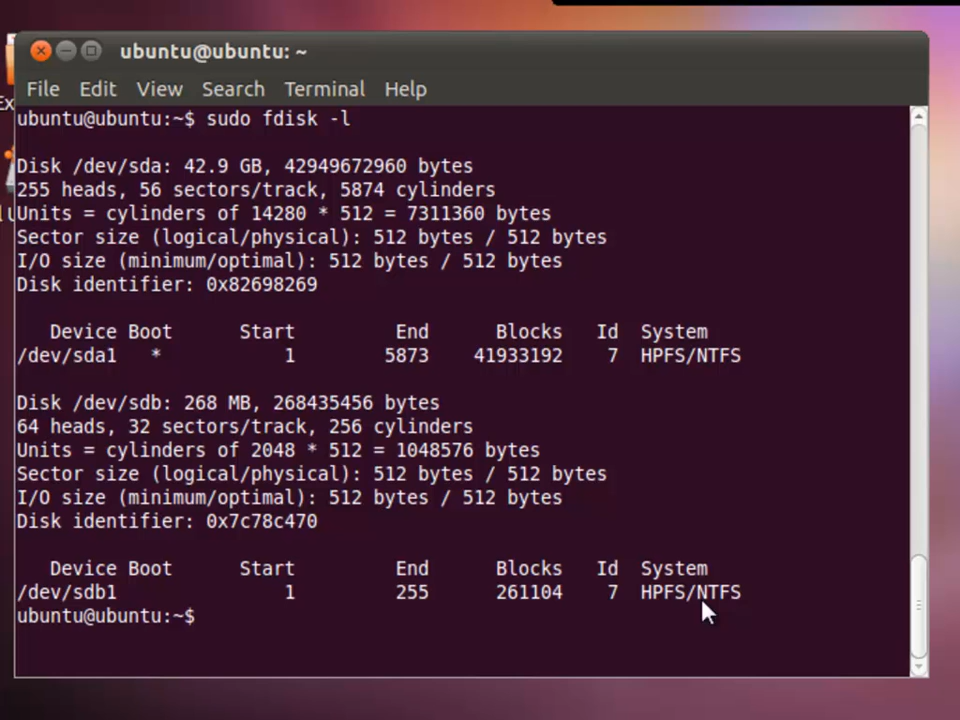 ubuntu@ubuntu: ~
File Edit View Search Terminal Help
ubuntu@ubuntu:~$ sudo fdisk -l
Disk /dev/sda: 42.9 GB, 42949672960 bytes
255 heads, 56 sectors/track, 5874 cylinders
Units = cylinders of 14280 * 512 = 7311360 bytes
Sector size (logical/physical): 512 bytes / 512 bytes
I/O size (minimum/optimal): 512 bytes / 512 bytes
Disk identifier: 0x82698269
Device Boot Start End Blocks Id System
/dev/sda1 * 1 5873 41933192 7 HPFS/NTFS
Disk /dev/sdb: 268 MB, 268435456 bytes
64 heads, 32 sectors/track, 256 cylinders
Units = cylinders of 2048 * 512 = 1048576 bytes
Sector size (logical/physical): 512 bytes / 512 bytes
I/O size (minimum/optimal): 512 bytes / 512 bytes
Disk identifier: 0x7c78c470
Device Boot Start End Blocks Id System
/dev/sdb1 1 255 261104 7 HPFS/NTFS
ubuntu@ubuntu:~$